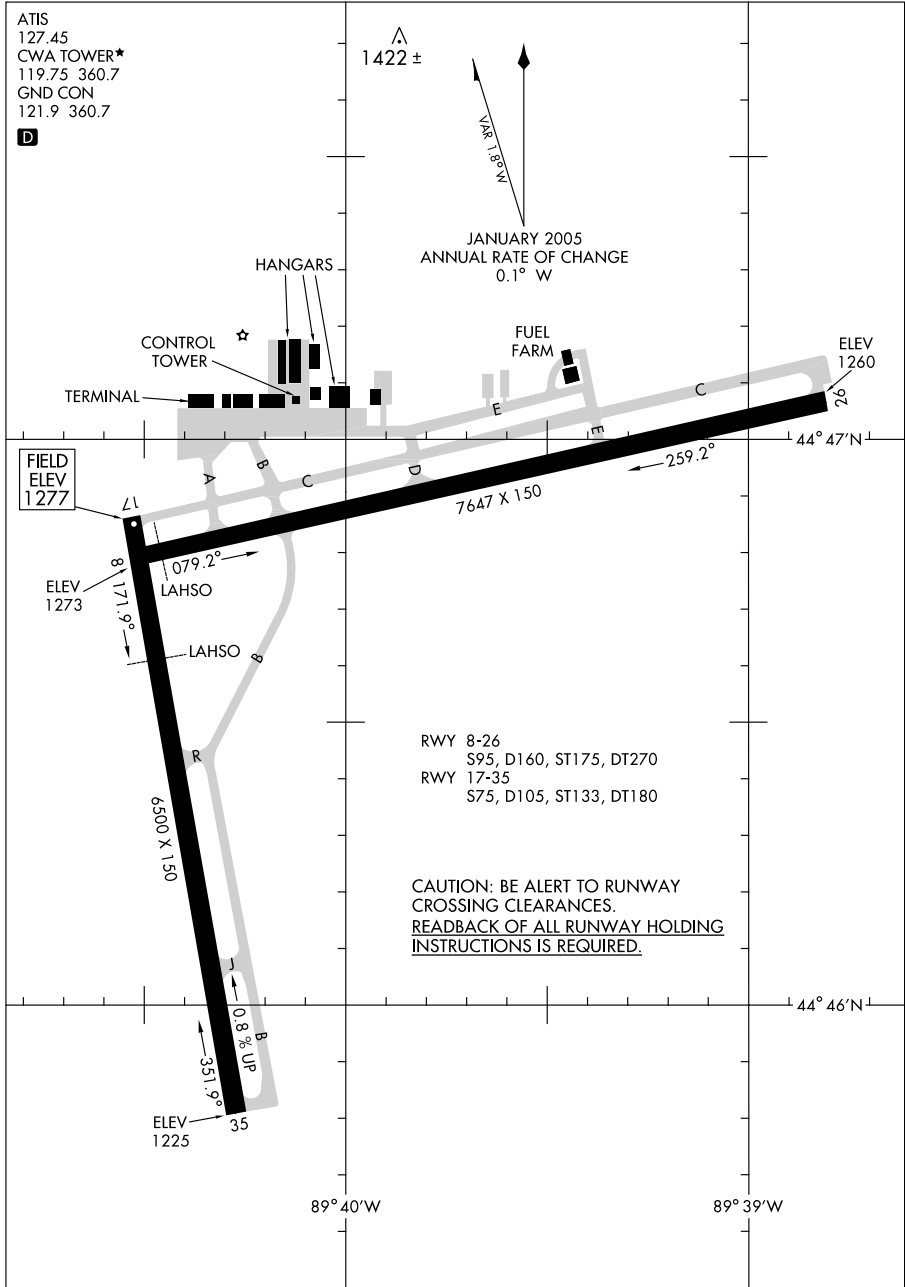 ATIS
127.45
CWA TOWER★
119.75 360.7
GND CON
121.9 360.7
D
1422 ±
VAR 1.8° W
JANUARY 2005
ANNUAL RATE OF CHANGE
0.1° W
HANGARS
CONTROL
TOWER
TERMINAL
FUEL
FARM
ELEV
1260
26
C
E
E
44° 47'N
259.2°
7647 X 150
D
C
B
A
FIELD
ELEV
1277
17
8
079.2°
ELEV
1273
171.9°
LAHSO
LAHSO
B
R
RWY 8-26
S95, D160, ST175, DT270
RWY 17-35
S75, D105, ST133, DT180
6500 X 150
CAUTION: BE ALERT TO RUNWAY
CROSSING CLEARANCES.
READBACK OF ALL RUNWAY HOLDING
INSTRUCTIONS IS REQUIRED.
J
0.8 % UP
B
351.9°
44° 46'N
ELEV
1225
35
89° 40'W
89° 39'W